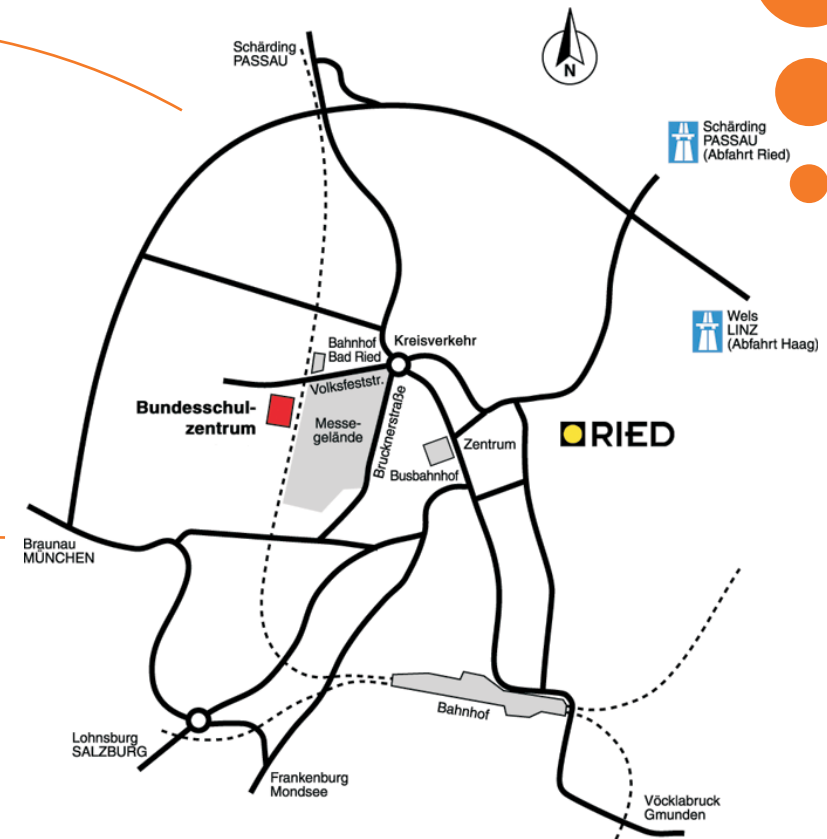 Schärding
PASSAU
N
Schärding
PASSAU
(Abfahrt Ried)
Wels
LINZ
(Abfahrt Haag)
Bahnhof
Bad Ried
Kreisverkehr
Volksfeststr.
Bundesschul-
zentrum
Messe-
gelände
Brucknerstraße
Zentrum
RIED
Busbahnhof
Braunau
MÜNCHEN
Bahnhof
Lohnsburg
SALZBURG
Frankenburg
Mondsee
Vöcklabruck
Gmunden